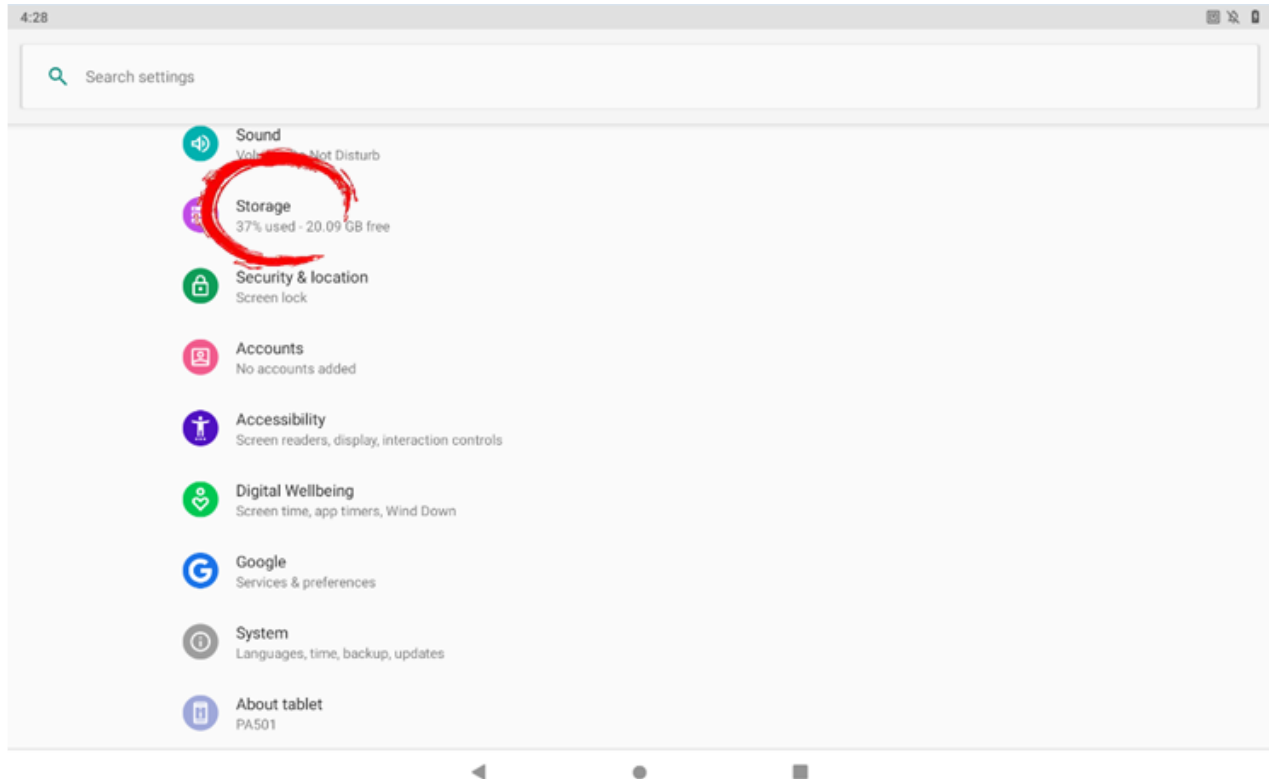 4:28
Search settings
Sound
Not Disturb
Storage
37% used - 20.09 GB free
Security & location
Screen lock
Accounts
No accounts added
Accessibility
Screen readers, display, interaction controls
Digital Wellbeing
Screen time, app timers, Wind Down
Google
Services & preferences
System
Languages, time, backup, updates
About tablet
PA501